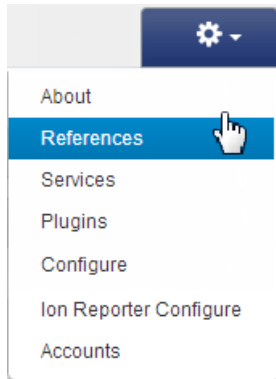 About
References
Services
Plugins
Configure
Ion Reporter Configure
Accounts